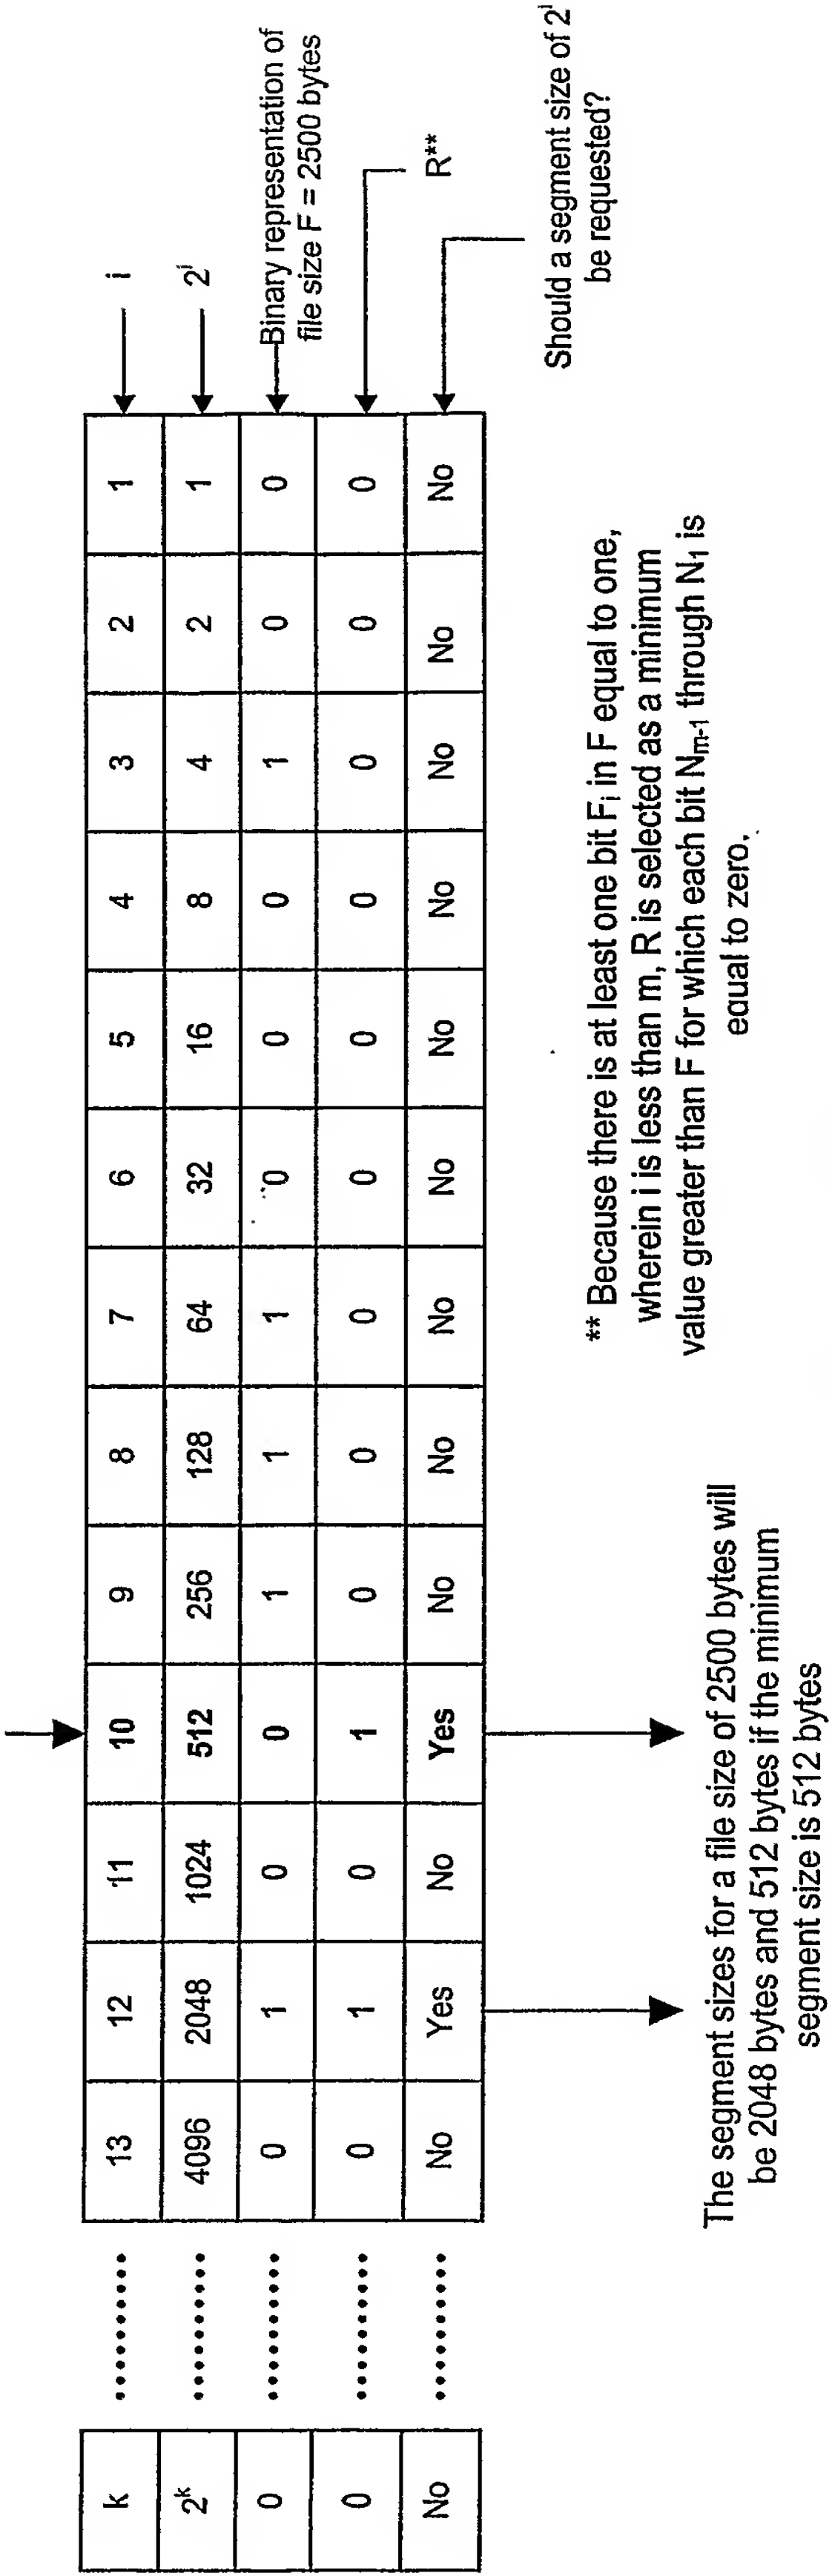 k ·········· 13 12 11 10 9 8 7 6 5 4 3 2 1 i
2^k ·········· 4096 2048 1024 512 256 128 64 32 16 8 4 2 1 2^i
0 ·········· 0 1 0 0 1 1 1 0 0 0 1 0 0 Binary representation of
file size F = 2500 bytes
0 ·········· 0 1 0 1 0 0 0 0 0 0 0 0 0 R**
No ·········· No Yes No Yes No No No No No No No No No
Should a segment size of 2^i
be requested?
** Because there is at least one bit F_i in F equal to one,
wherein i is less than m, R is selected as a minimum
value greater than F for which each bit N_m-1 through N_1 is
equal to zero.
The segment sizes for a file size of 2500 bytes will
be 2048 bytes and 512 bytes if the minimum
segment size is 512 bytes